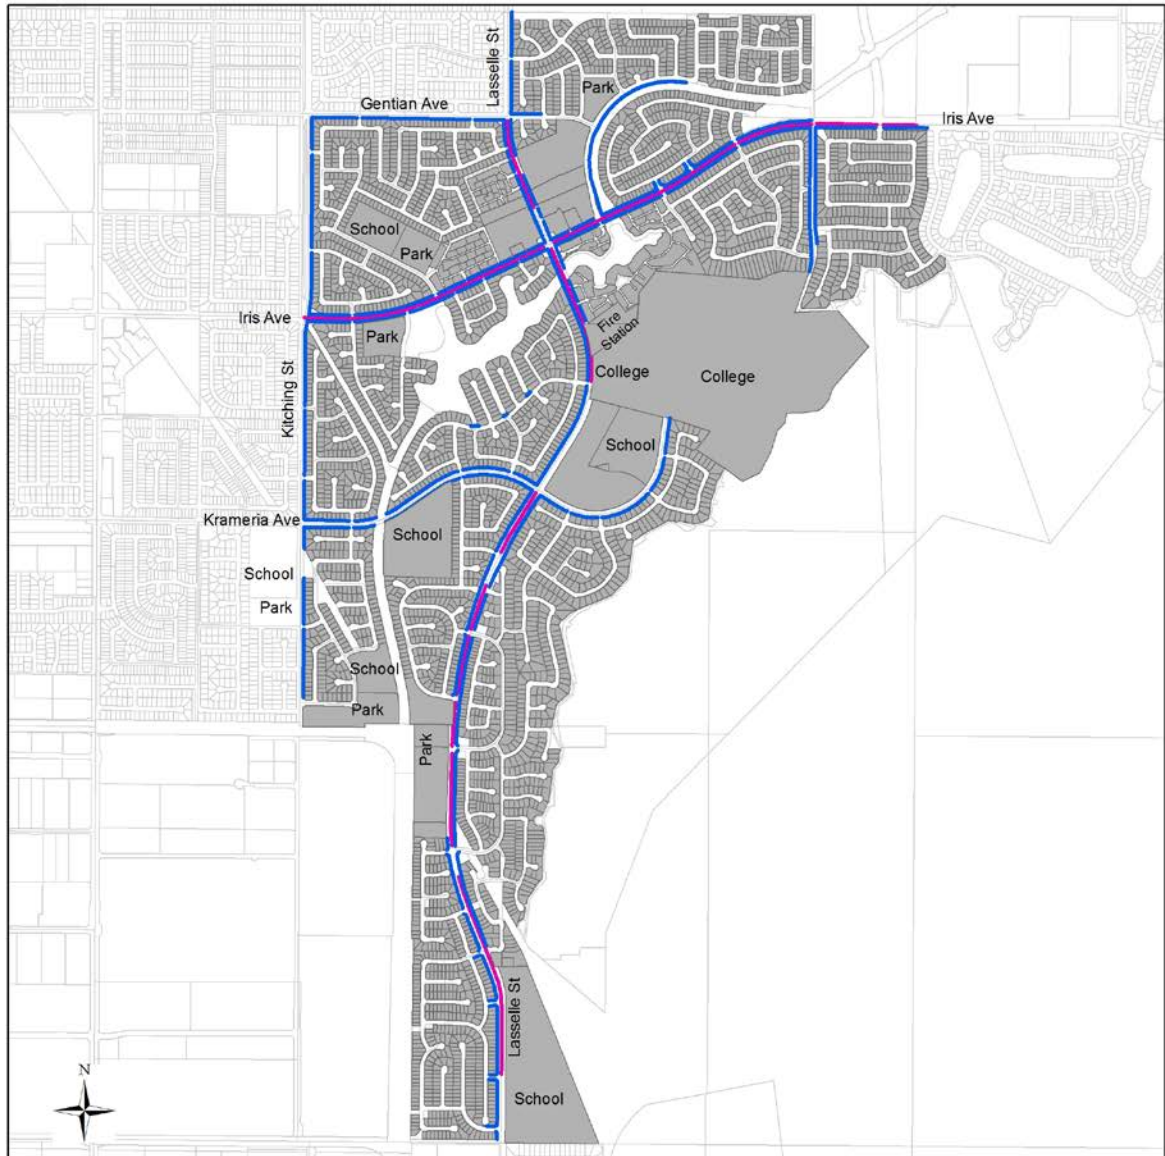 Lasselle St
Park
Gentian Ave
Iris Ave
School
Park
Iris Ave
Park
Fire
Station
College
College
Kitching St
School
Krameria Ave
School
School
Park
School
Park
Park
Lasselle St
School
N